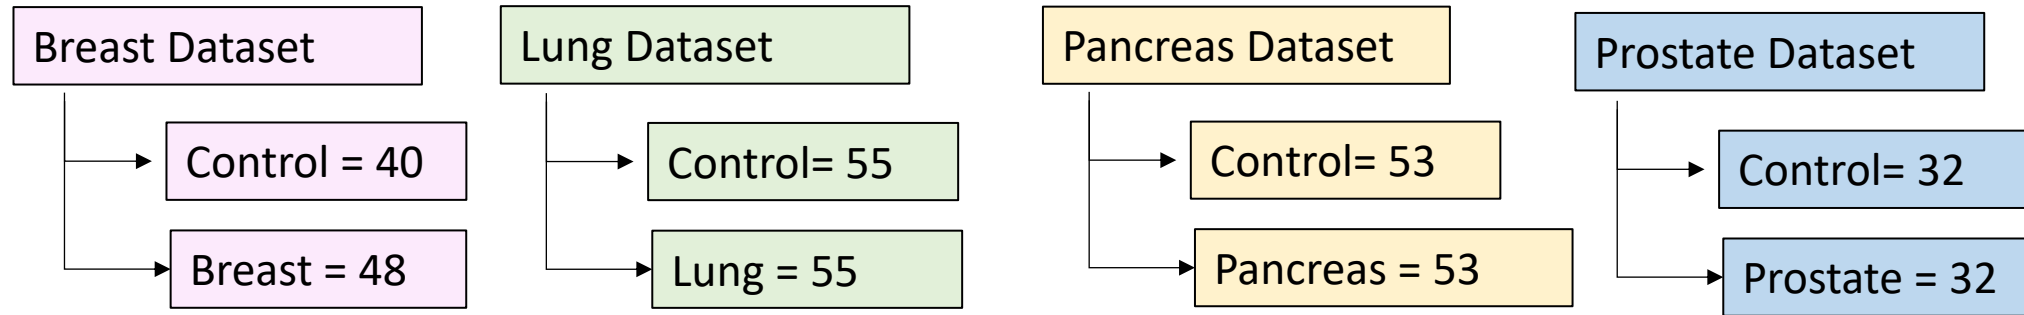 Breast Dataset
Control = 40
Breast = 48
Lung Dataset
Control= 55
Lung = 55
Pancreas Dataset
Control= 53
Pancreas = 53
Prostate Dataset
Control= 32
Prostate = 32